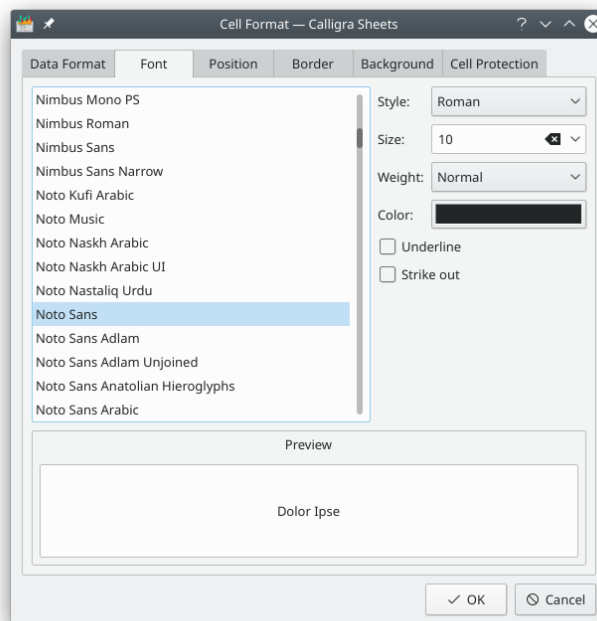 Cell Format — Calligra Sheets
Data Format Font Position Border Background Cell Protection
Nimbus Mono PS
Nimbus Roman
Nimbus Sans
Nimbus Sans Narrow
Noto Kufi Arabic
Noto Music
Noto Naskh Arabic
Noto Naskh Arabic UI
Noto Nastaliq Urdu
Noto Sans
Noto Sans Adlam
Noto Sans Adlam Unjoined
Noto Sans Anatolian Hieroglyphs
Noto Sans Arabic
Style: Roman
Size: 10
Weight: Normal
Color:
Underline
Strike out
Preview
Dolor Ipse
OK Cancel